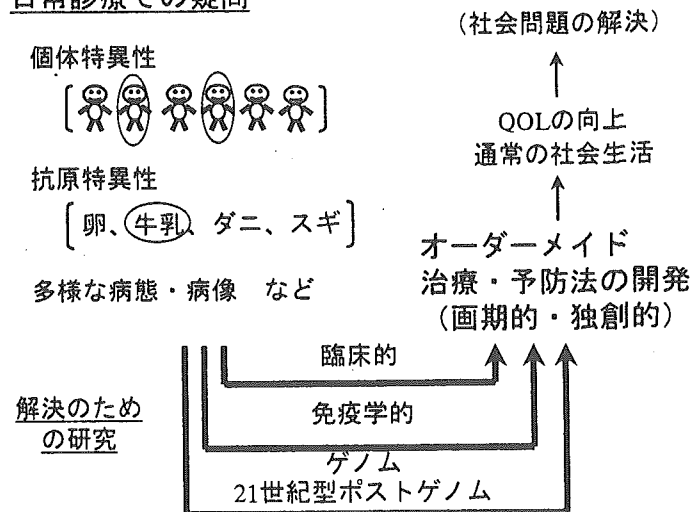 日常診療での疑問
個体特異性
抗原特異性
卵、牛乳、ダニ、スギ
多様な病態・病像 など
(社会問題の解決)
QOLの向上
通常の社会生活
オーダーメイド
治療・予防法の開発
(画期的・独創的)
臨床的
免疫学的
ゲノム
21世紀型ポストゲノム
解決のため
の研究